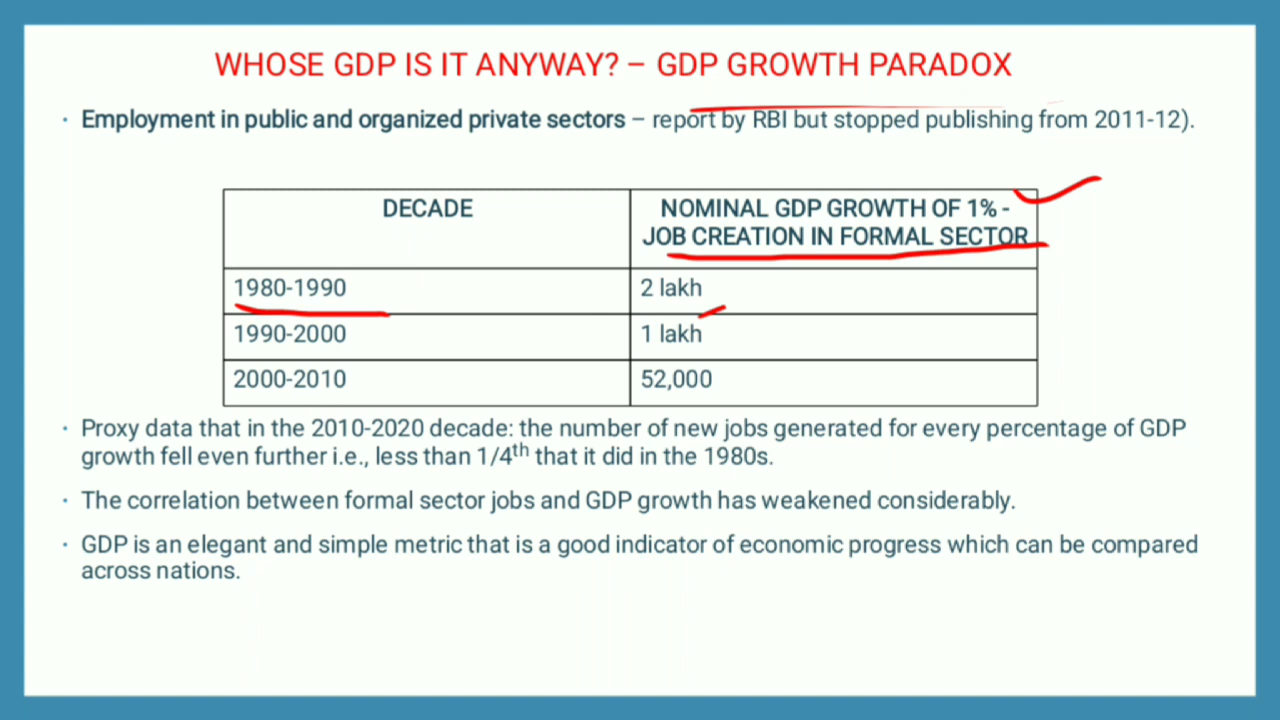 WHOSE GDP IS IT ANYWAY? – GDP GROWTH PARADOX
· Employment in public and organized private sectors – report by RBI but stopped publishing from 2011-12).
DECADE
NOMINAL GDP GROWTH OF 1% -
JOB CREATION IN FORMAL SECTOR
1980-1990 2 lakh
1990-2000 1 lakh
2000-2010 52,000
· Proxy data that in the 2010-2020 decade: the number of new jobs generated for every percentage of GDP
growth fell even further i.e., less than 1/4th that it did in the 1980s.
· The correlation between formal sector jobs and GDP growth has weakened considerably.
· GDP is an elegant and simple metric that is a good indicator of economic progress which can be compared
across nations.